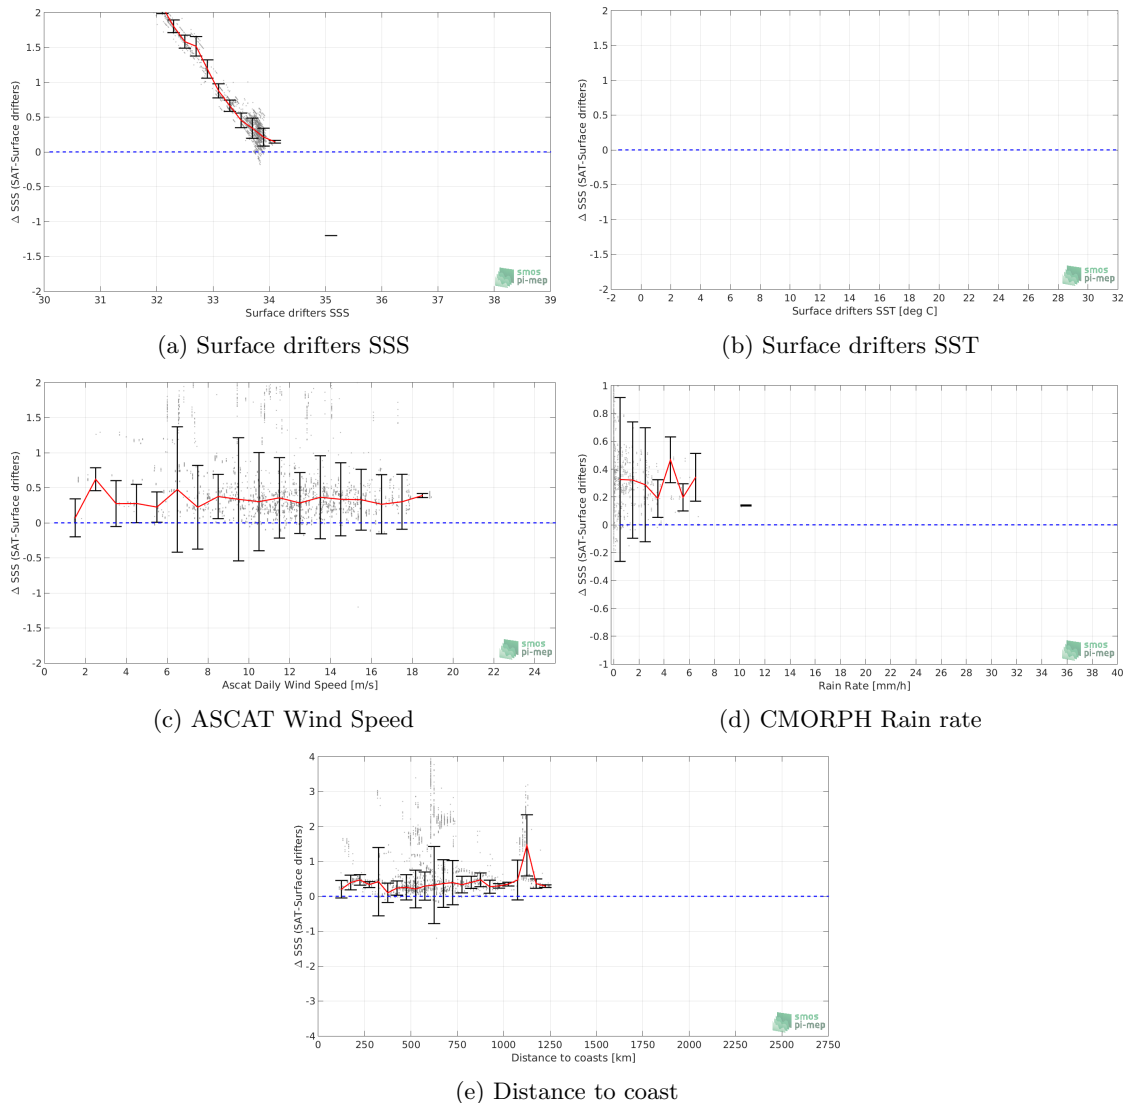 2
1.5
1
0.5
0
-0.5
-1
-1.5
-2
Δ SSS (SAT-Surface drifters)
30 31 32 33 34 35 36 37 38 39
Surface drifters SSS
smos
pi-mep
(a) Surface drifters SSS
2
1.5
1
0.5
0
-0.5
-1
-1.5
-2
Δ SSS (SAT-Surface drifters)
-2 0 2 4 6 8 10 12 14 16 18 20 22 24 26 28 30 32
Surface drifters SST [deg C]
smos
pi-mep
(b) Surface drifters SST
2
1.5
1
0.5
0
-0.5
-1
-1.5
-2
Δ SSS (SAT-Surface drifters)
2 4 6 8 10 12 14 16 18 20 22 24
Ascat Daily Wind Speed [m/s]
smos
pi-mep
(c) ASCAT Wind Speed
1
0.8
0.6
0.4
0.2
0
-0.2
-0.4
-0.6
-0.8
-1
Δ SSS (SAT-Surface drifters)
0 2 4 6 8 10 12 14 16 18 20 22 24 26 28 30 32 34 36 38 40
Rain Rate [mm/h]
smos
pi-mep
(d) CMORPH Rain rate
4
3
2
1
0
-1
-2
-3
-4
Δ SSS (SAT-Surface drifters)
0 250 500 750 1000 1250 1500 1750 2000 2250 2500 2750
Distance to coasts [km]
smos
pi-mep
(e) Distance to coast